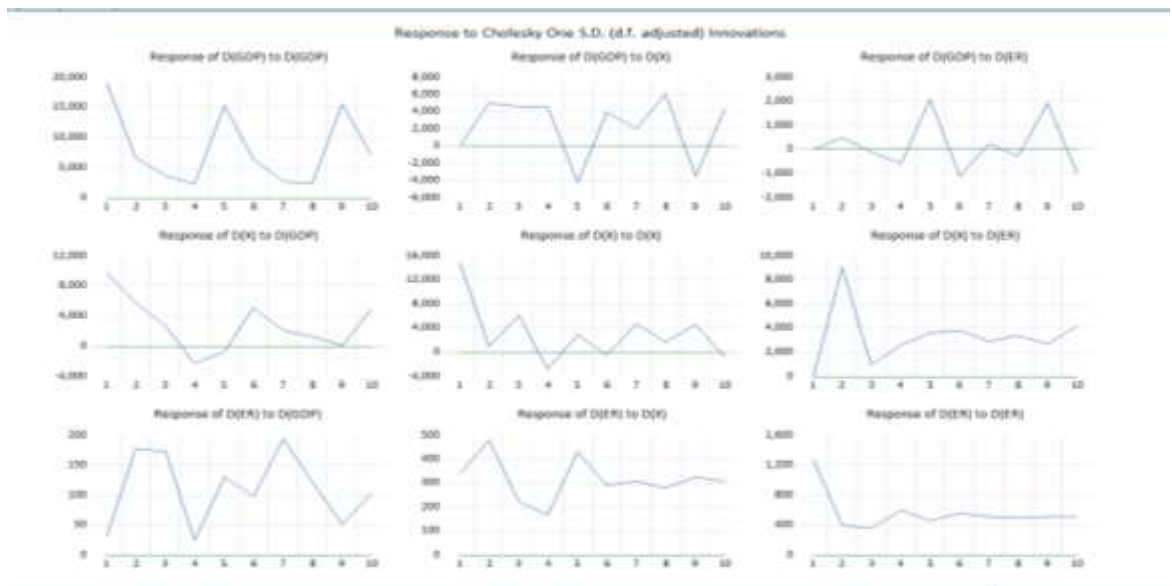 Response to Cholesky One S.D. (d.f. adjusted) Innovations
Response of D(GDP) to D(GDP)
20,000
15,000
10,000
5,000
0
1 2 3 4 5 6 7 8 9 10
Response of D(GDP) to D(X)
8,000
6,000
4,000
2,000
0
-2,000
-4,000
-6,000
1 2 3 4 5 6 7 8 9 10
Response of D(GDP) to D(ER)
3,000
2,000
1,000
0
-1,000
-2,000
1 2 3 4 5 6 7 8 9 10
Response of D(X) to D(GDP)
12,000
8,000
4,000
0
-4,000
1 2 3 4 5 6 7 8 9 10
Response of D(X) to D(X)
16,000
12,000
8,000
4,000
0
-4,000
1 2 3 4 5 6 7 8 9 10
Response of D(X) to D(ER)
10,000
8,000
6,000
4,000
2,000
0
1 2 3 4 5 6 7 8 9 10
Response of D(ER) to D(GDP)
200
150
100
50
0
1 2 3 4 5 6 7 8 9 10
Response of D(ER) to D(X)
500
400
300
200
100
0
1 2 3 4 5 6 7 8 9 10
Response of D(ER) to D(ER)
1,600
1,200
800
400
0
1 2 3 4 5 6 7 8 9 10